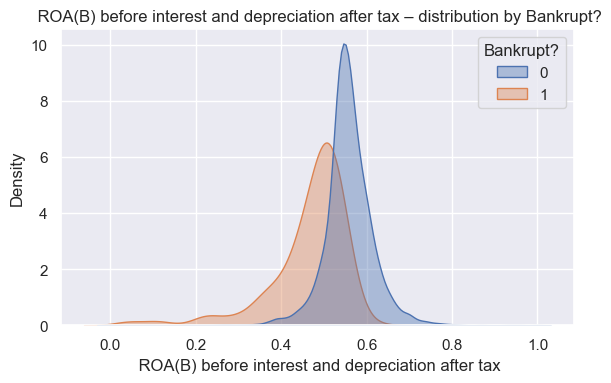 ROA(B) before interest and depreciation after tax – distribution by Bankrupt?
Bankrupt?
0
1
Density
10
8
6
4
2
0
0.0 0.2 0.4 0.6 0.8 1.0
ROA(B) before interest and depreciation after tax